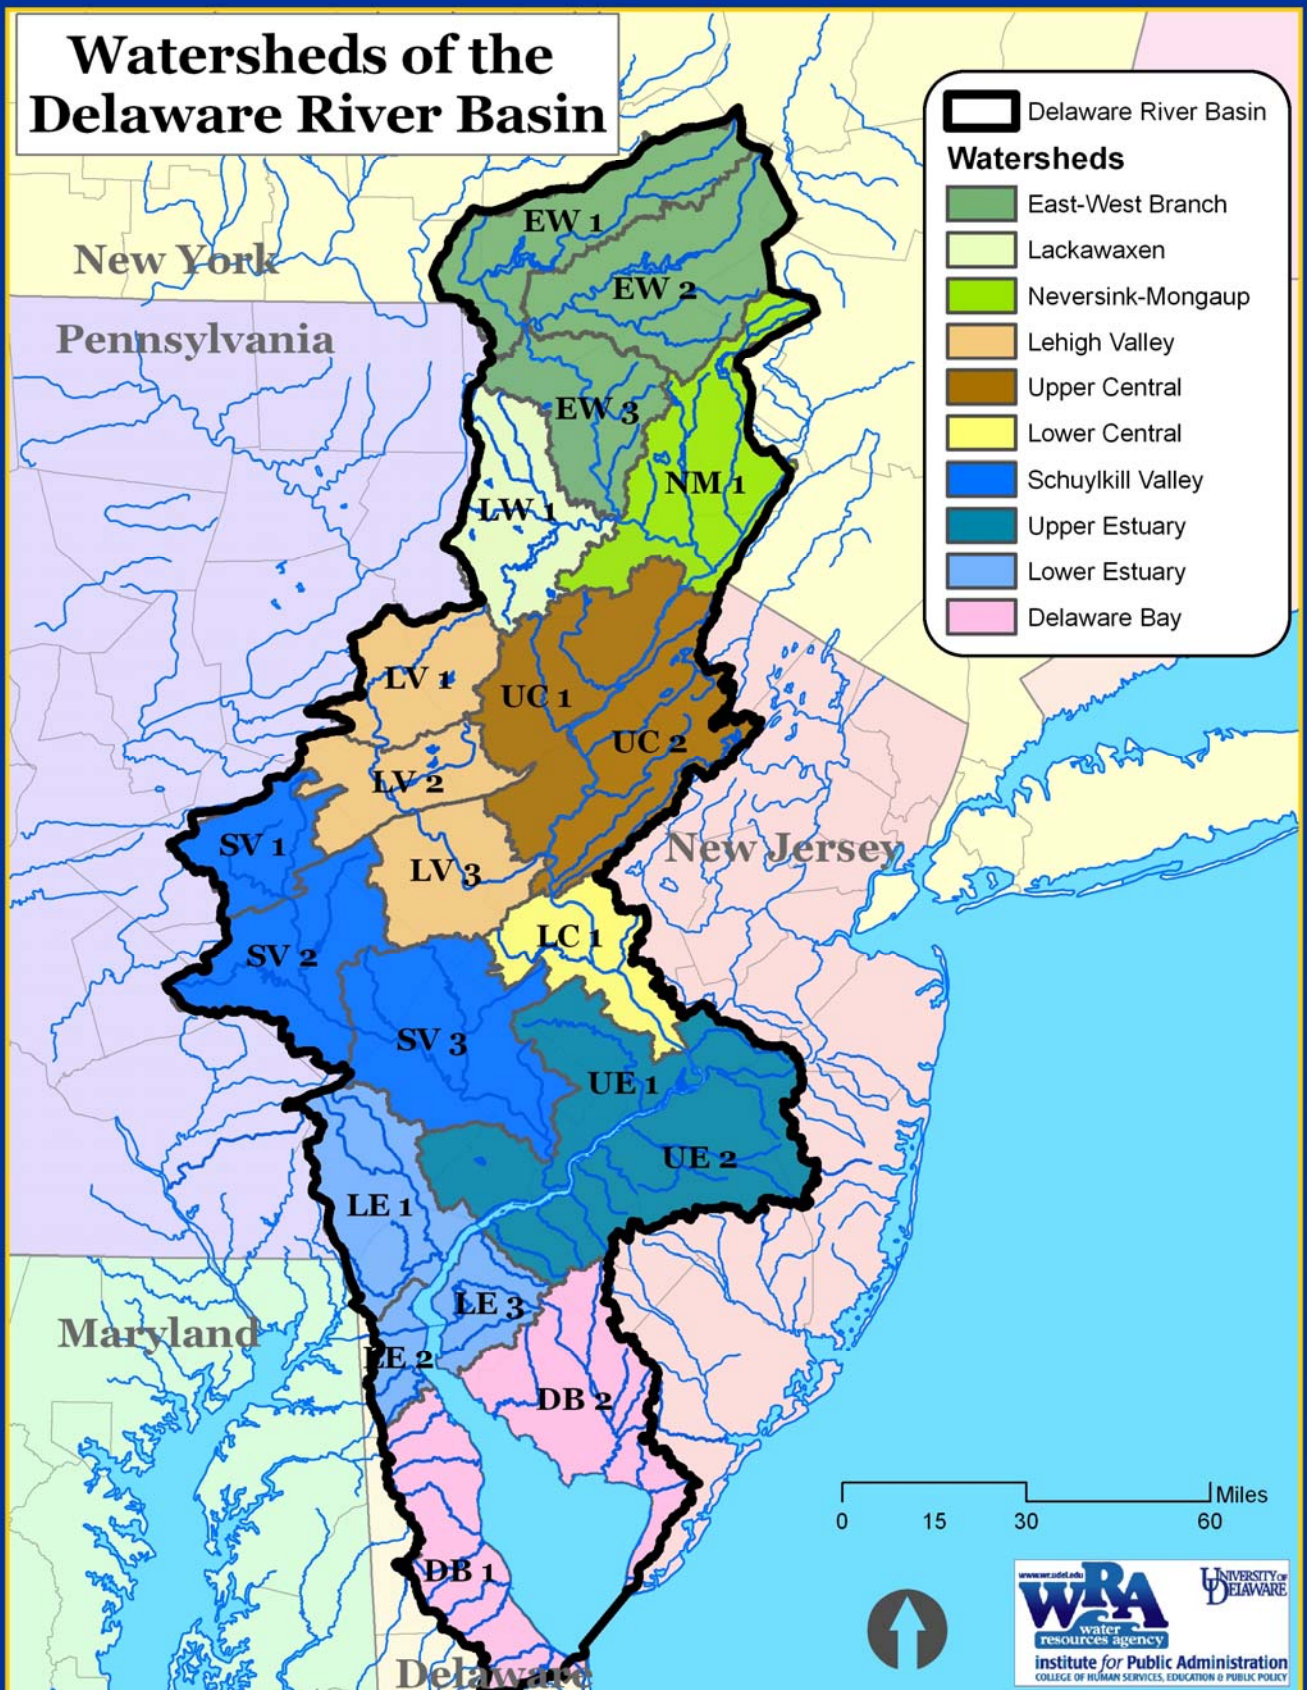 Watersheds of the
Delaware River Basin
Delaware River Basin
Watersheds
East-West Branch
Lackawaxen
Neversink-Mongaup
Lehigh Valley
Upper Central
Lower Central
Schuylkill Valley
Upper Estuary
Lower Estuary
Delaware Bay
New York
Pennsylvania
EW 1
EW 2
EW 3
NM 1
LW 1
LV 1
UC 1
UC 2
LV 2
SV 1
LV 3
New Jersey
LC 1
SV 2
SV 3
UE 1
UE 2
LE 1
LE 3
Maryland
LE 2
DB 2
DB 1
Delaware
Miles
0 15 30 60
www.wr.udel.edu
WRA
water
resources agency
UNIVERSITY OF
DELAWARE
institute for Public Administration
COLLEGE OF HUMAN SERVICES, EDUCATION & PUBLIC POLICY